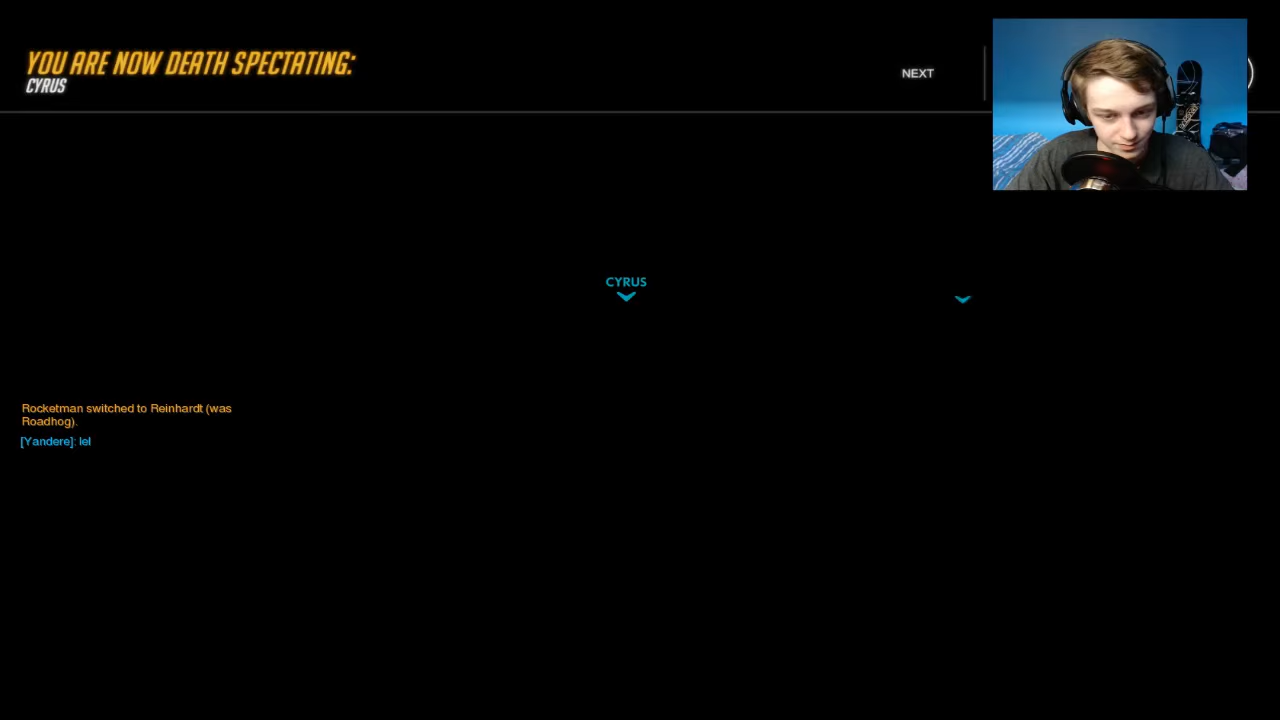 YOU ARE NOW DEATH SPECTATING:
CYRUS
NEXT
CYRUS
Rocketman switched to Reinhardt (was
Roadhog).
[Yandere]: lel